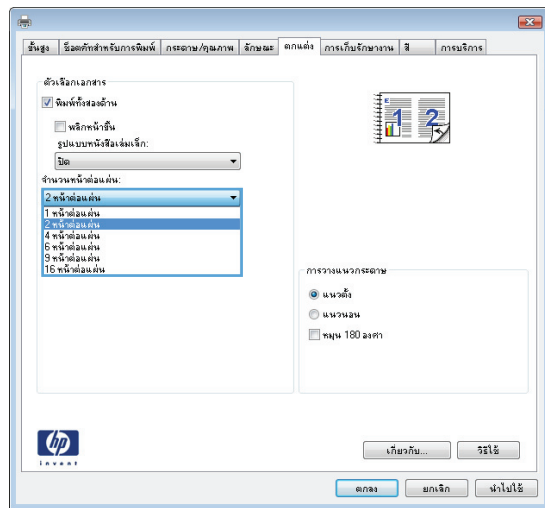 ขั้นสูง ช็อตคัทสำหรับการพิมพ์ กระดาษ/คุณภาพ ลักษณะ ตกแต่ง การเก็บรักษางาน สี การบริการ
ตัวเลือกเอกสาร
พิมพ์ทั้งสองด้าน
พลิกหน้าขึ้น
รูปแบบหนังสือเล่มเล็ก:
ปิด
จำนวนหน้าต่อแผ่น:
2 หน้าต่อแผ่น
1 หน้าต่อแผ่น
2 หน้าต่อแผ่น
4 หน้าต่อแผ่น
6 หน้าต่อแผ่น
9 หน้าต่อแผ่น
16 หน้าต่อแผ่น
1 2
การวางแนวกระดาษ
แนวตั้ง
แนวนอน
หมุน 180 องศา
hp
invent
เกี่ยวกับ... วิธีใช้
ตกลง ยกเลิก นำไปใช้